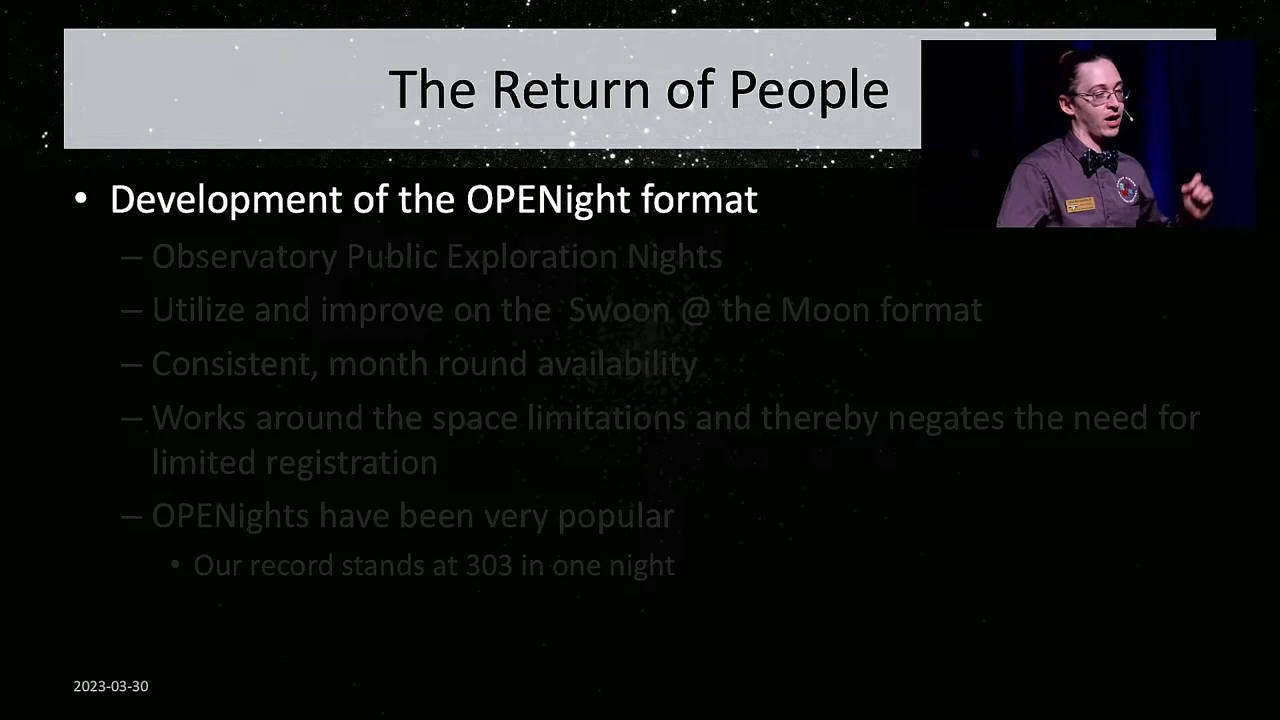 The Return of People
• Development of the OPENight format
– Observatory Public Exploration Nights
– Utilize and improve on the  Swoon @ the Moon format
– Consistent, month round availability
– Works around the space limitations and thereby negates the need for
limited registration
– OPENights have been very popular
• Our record stands at 303 in one night
2023-03-30